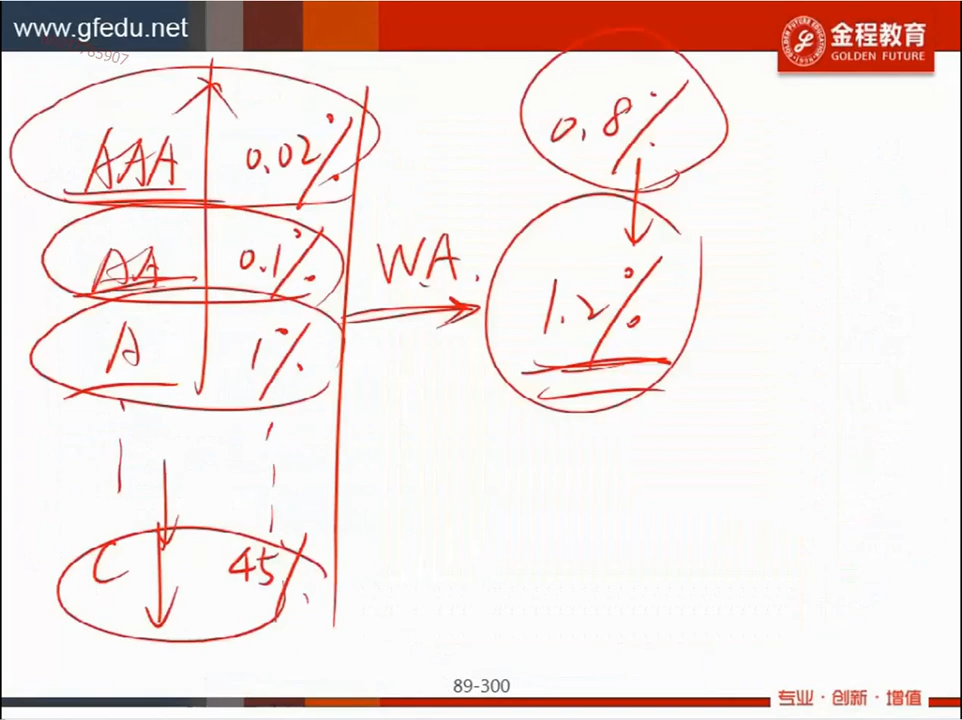 www.gfedu.net
金程教育
GOLDEN FUTURE
765907
AAA 0.02%
0.8%
AA 0.1%
WA.
1.2%
A 1%
C 45%
89-300
专业·创新·增值